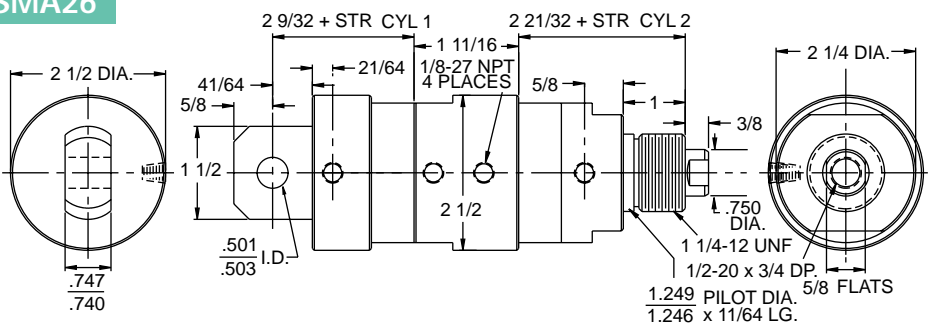 SMA26
2 9/32 + STR CYL 1
2 21/32 + STR CYL 2
1 11/16
2 1/2 DIA.
41/64
21/64
1/8-27 NPT
4 PLACES
5/8
2 1/4 DIA.
5/8
1
3/8
1 1/2
2 1/2
.750
DIA.
.501
.503
I.D.
1 1/4-12 UNF
1/2-20 x 3/4 DP.
5/8 FLATS
.747
.740
1.249
1.246
PILOT DIA.
x 11/64 LG.